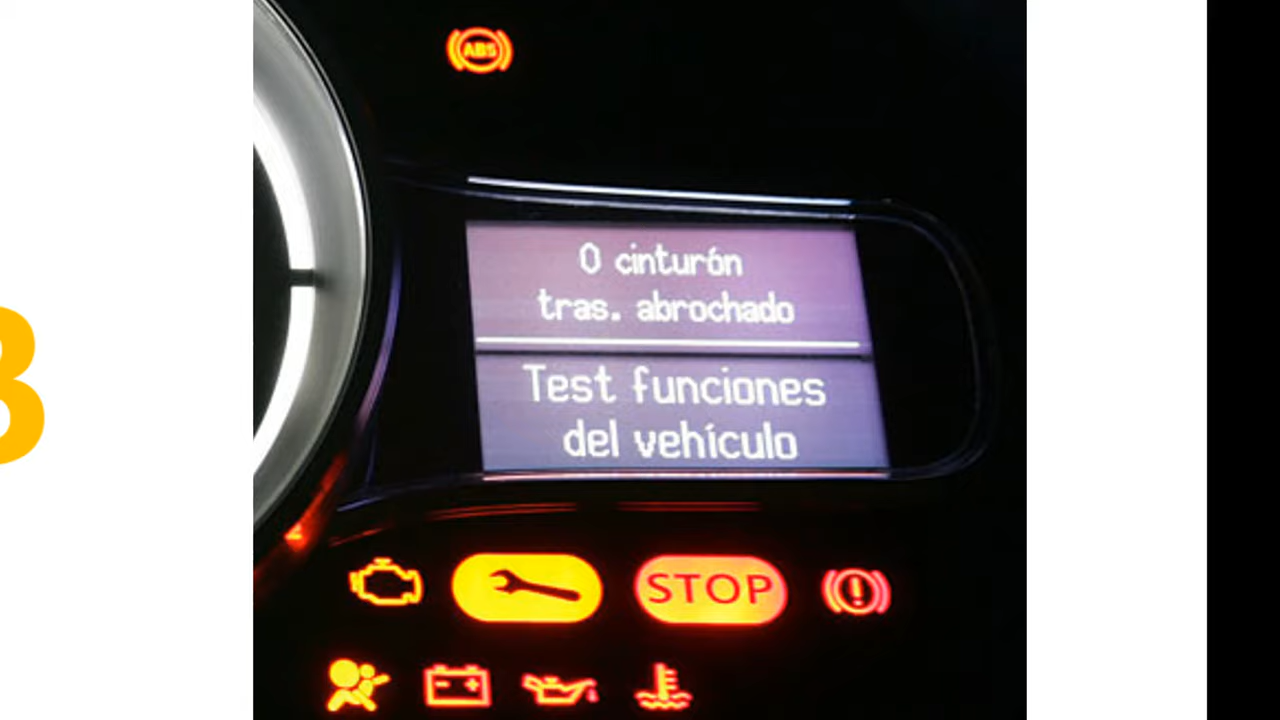 ABS
0 cinturón
tras. abrochado
Test funciones
del vehículo
STOP